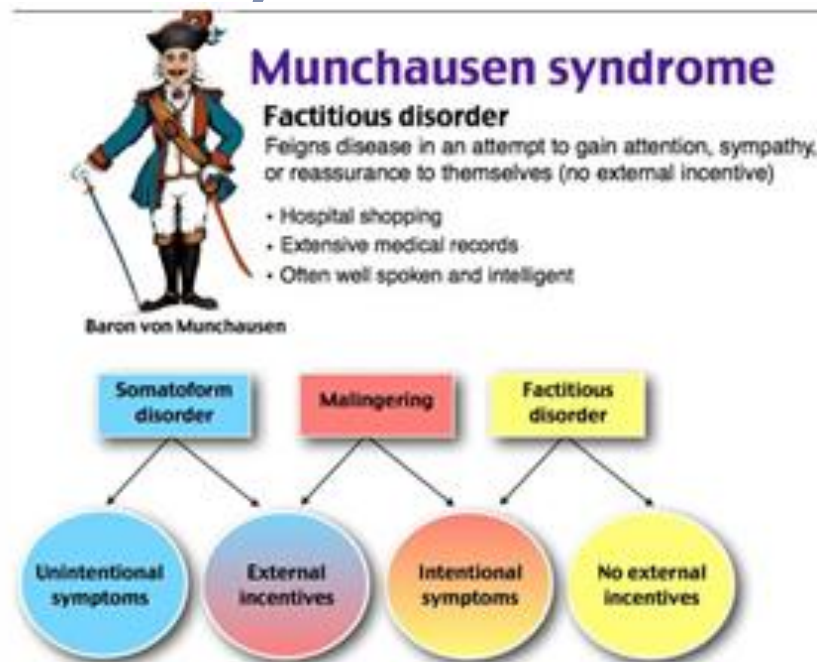 Munchausen syndrome
Factitious disorder
Feigns disease in an attempt to gain attention, sympathy,
or reassurance to themselves (no external incentive)
• Hospital shopping
• Extensive medical records
• Often well spoken and intelligent
Baron von Munchausen
Somatoform
disorder
Malingering
Factitious
disorder
Unintentional
symptoms
External
incentives
Intentional
symptoms
No external
incentives